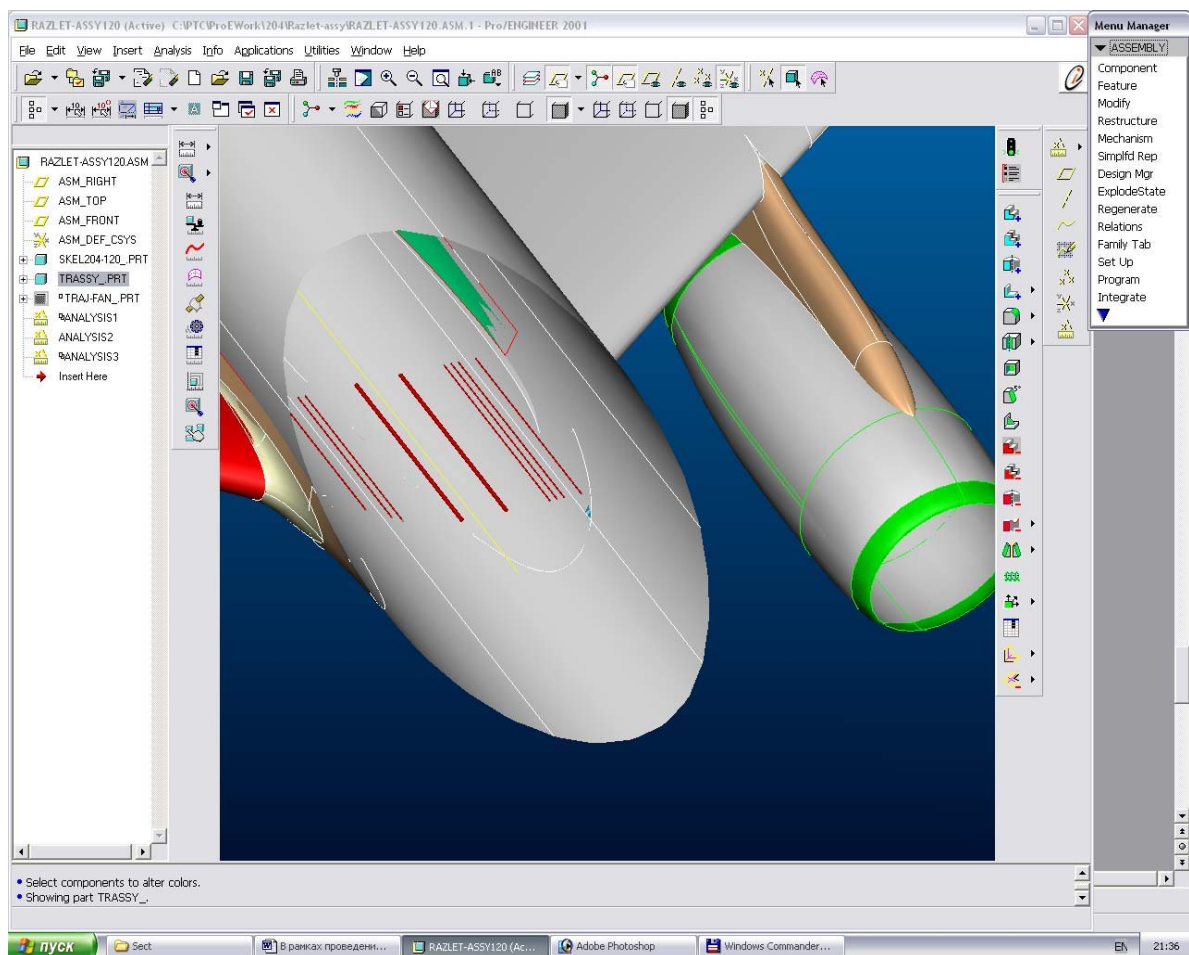 RAZLET-ASSY120 (Active) C:\PTC\ProEWork\204\Razlet-assy\RAZLET-ASSY120.ASM.1 - Pro/ENGINEER 2001
File Edit View Insert Analysis Info Applications Utilities Window Help
Menu Manager
ASSEMBLY
Component
Feature
Modify
Restructure
Mechanism
Simplfd Rep
Design Mgr
ExplodeState
Regenerate
Relations
Family Tab
Set Up
Program
Integrate
RAZLET-ASSY120.ASM
ASM_RIGHT
ASM_TOP
ASM_FRONT
ASM_DEF_CSYS
SKEL204-120_.PRT
TRASSY_.PRT
TRAJ-FAN_.PRT
ANALYSIS1
ANALYSIS2
ANALYSIS3
Insert Here
• Select components to alter colors.
• Showing part TRASSY_.
пуск
Sect
В рамках проведени...
RAZLET-ASSY120 (Ac...
Adobe Photoshop
Windows Commander...
EN
21:36